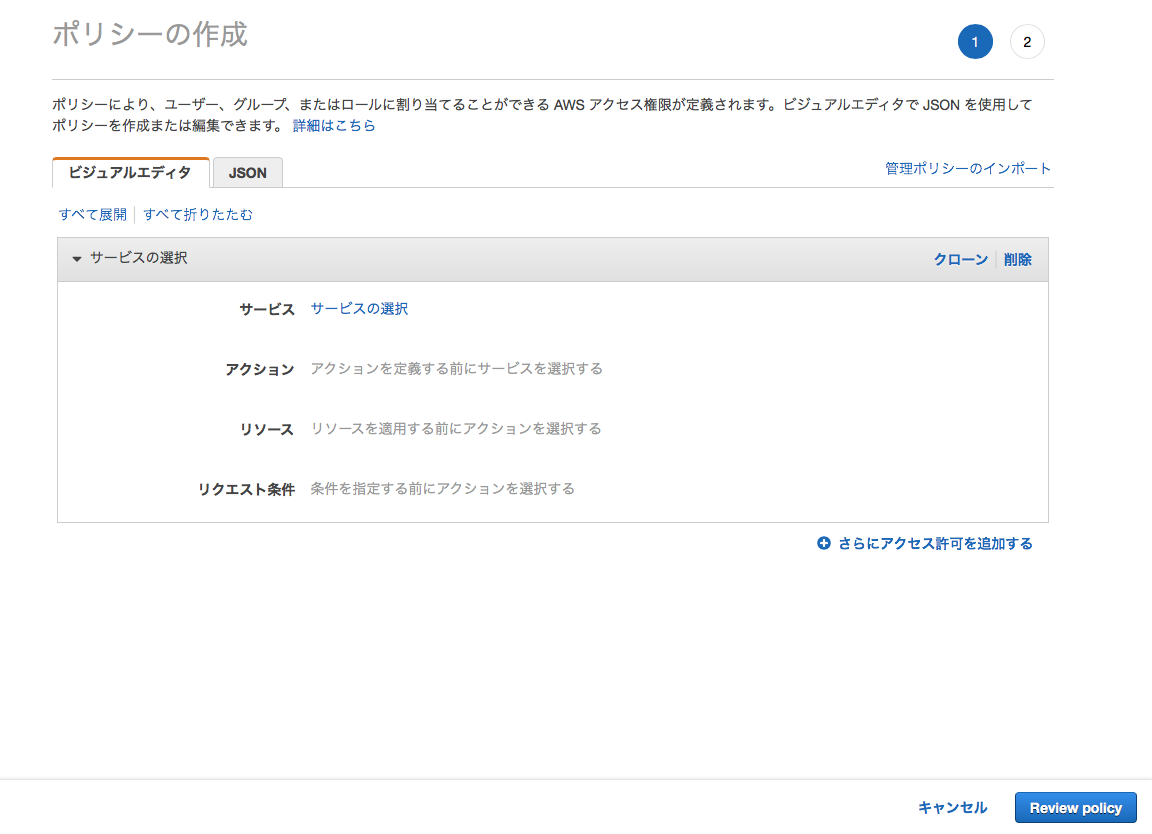 ポリシーの作成
1 2
ポリシーにより、ユーザー、グループ、またはロールに割り当てることができる AWS アクセス権限が定義されます。ビジュアルエディタで JSON を使用して
ポリシーを作成または編集できます。 詳細はこちら
ビジュアルエディタ JSON 管理ポリシーのインポート
すべて展開 すべて折りたたむ
サービスの選択 クローン 削除
サービス サービスの選択
アクション アクションを定義する前にサービスを選択する
リソース リソースを適用する前にアクションを選択する
リクエスト条件 条件を指定する前にアクションを選択する
さらにアクセス許可を追加する
キャンセル Review policy